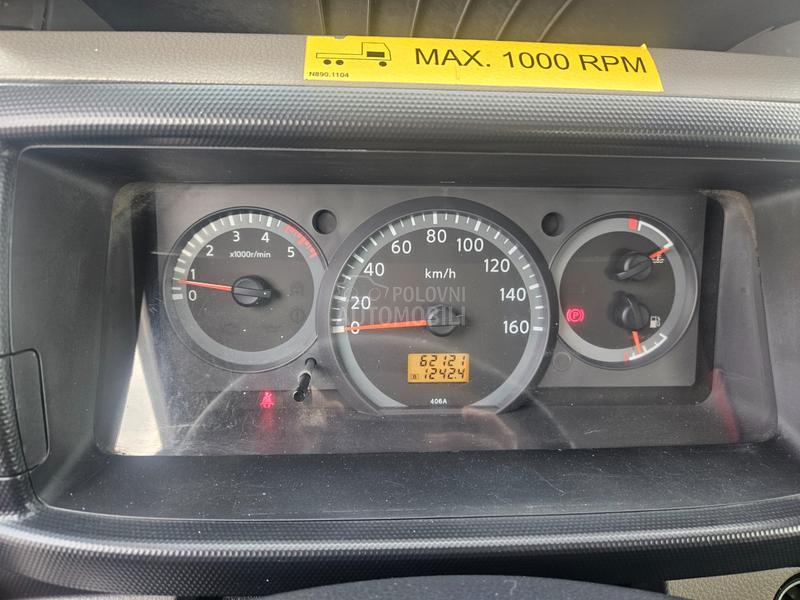 MAX. 1000 RPM
N890.1104
0 1 2 3 4 5
x1000r/min
0 20 40 60 80 100 120 140 160
km/h
POLOVNI
AUTOMOBILI
62121
B 1242.4
406A
P